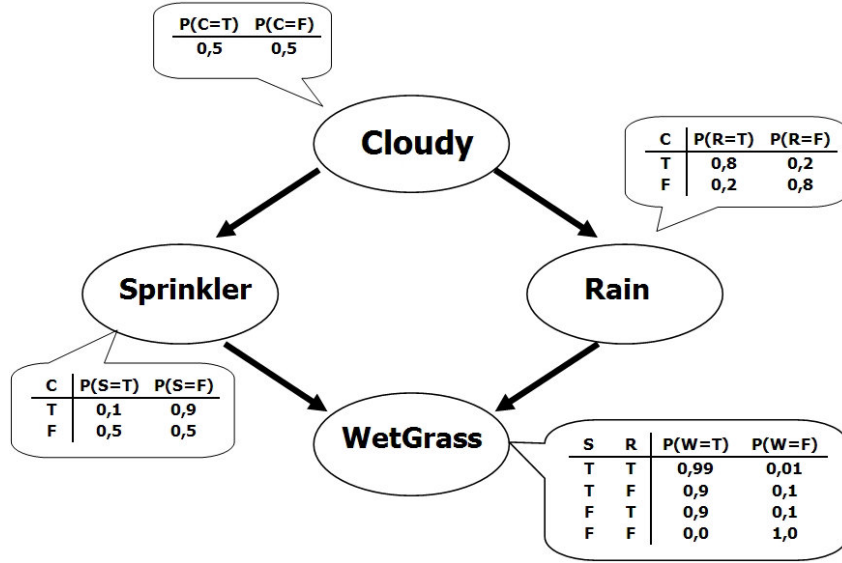 P(C=T) P(C=F)
0,5 0,5
Cloudy
C P(R=T) P(R=F)
T 0,8 0,2
F 0,2 0,8
Sprinkler
Rain
C P(S=T) P(S=F)
T 0,1 0,9
F 0,5 0,5
WetGrass
S R P(W=T) P(W=F)
T T 0,99 0,01
T F 0,9 0,1
F T 0,9 0,1
F F 0,0 1,0